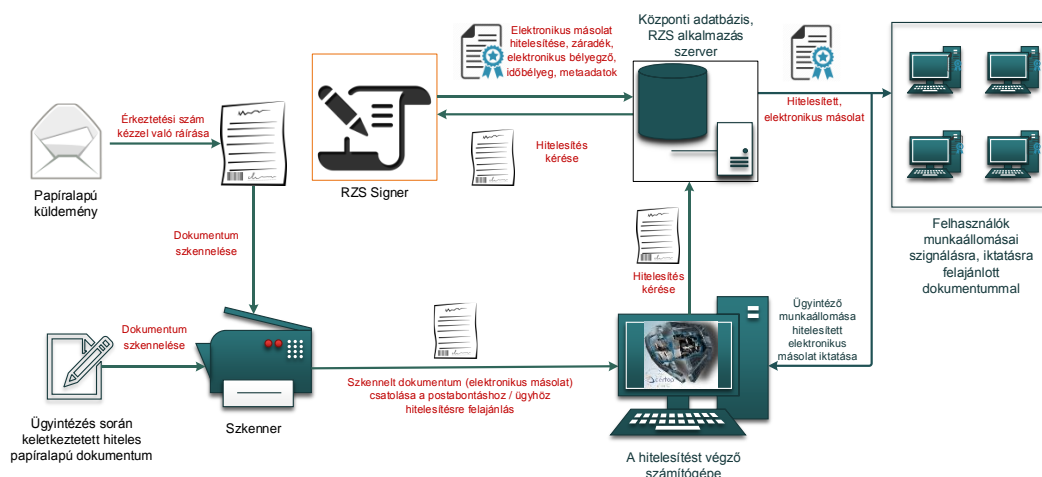 Elektronikus másolat
hitelesítése, záradék,
elektronikus bélyegző,
időbélyeg, metaadatok
Központi adatbázis,
RZS alkalmazás
szerver
Érkeztetési szám
kézzel való ráírása
Hitelesített,
elektronikus másolat
Hitelesítés
kérése
Papíralapú
küldemény
RZS Signer
Felhasználók
munkaállomásai
szignálásra, iktatásra
felajánlott
dokumentummal
Dokumentum
szkennelése
Hitelesítés
kérése
Ügyintéző
munkaállomása
hitelesített
elektronikus
másolat iktatása
Dokumentum
szkennelése
Szkennelt dokumentum (elektronikus másolat)
csatolása a postabontáshoz / ügyhöz
hitelesítésre felajánlás
Szkenner
Ügyintézés során
keletkeztetett hiteles
papíralapú dokumentum
A hitelesítést végző
számítógépe